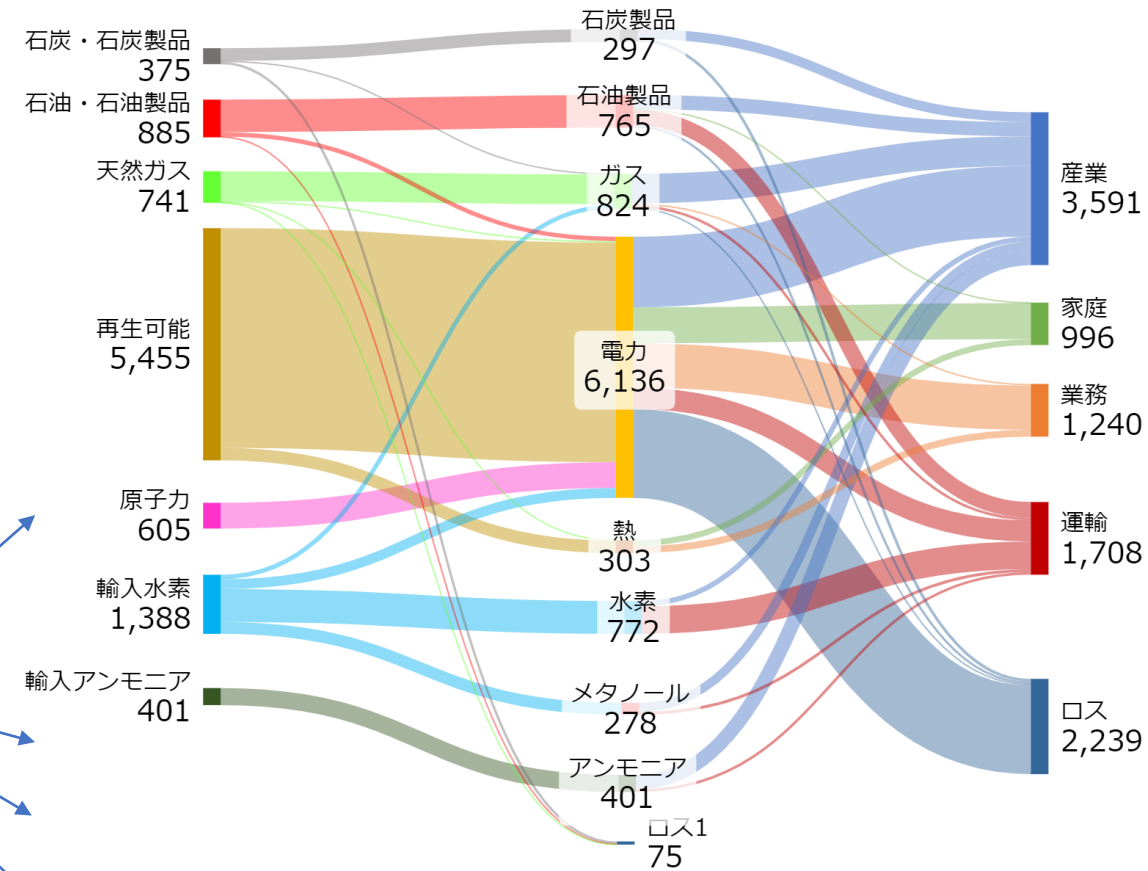 石炭・石炭製品
375
石油・石油製品
885
天然ガス
741
再生可能
5,455
原子力
605
輸入水素
1,388
輸入アンモニア
401
石炭製品
297
石油製品
765
ガス
824
電力
6,136
熱
303
水素
772
メタノール
278
アンモニア
401
ロス1
75
産業
3,591
家庭
996
業務
1,240
運輸
1,708
ロス
2,239